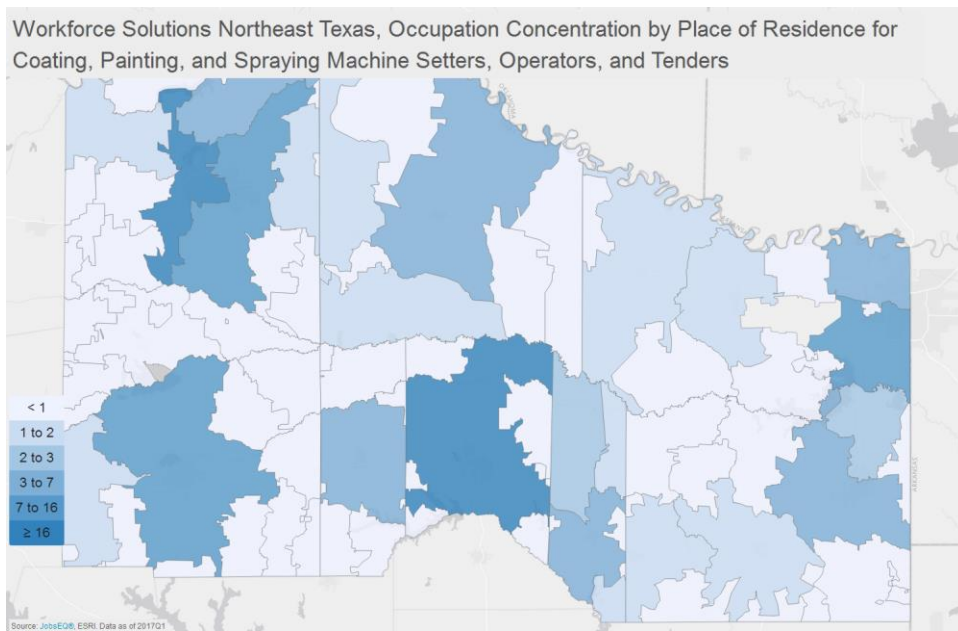 Workforce Solutions Northeast Texas, Occupation Concentration by Place of Residence for
Coating, Painting, and Spraying Machine Setters, Operators, and Tenders
OKLAHOMA
< 1
1 to 2
2 to 3
3 to 7
7 to 16
≥ 16
ARKANSAS
Source: JobsEQ®, ESRI. Data as of 2017Q1